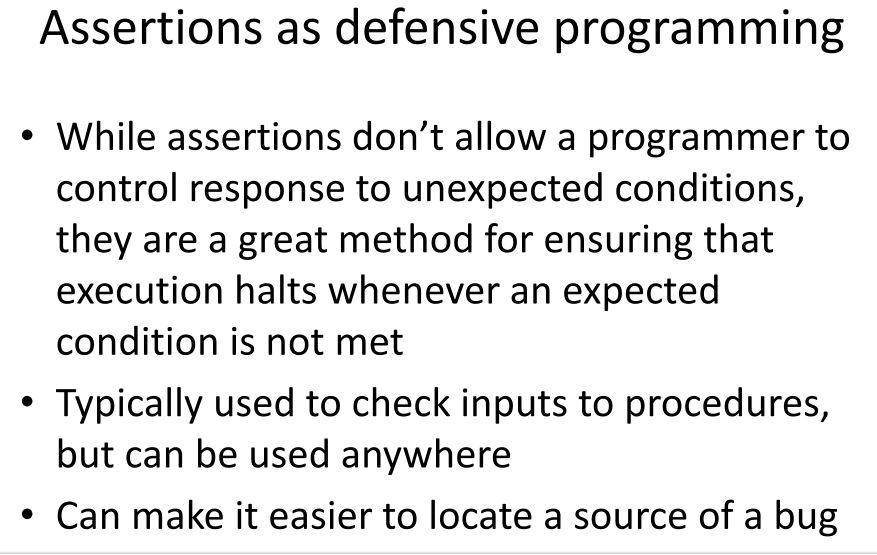 Assertions as defensive programming
• While assertions don’t allow a programmer to
control response to unexpected conditions,
they are a great method for ensuring that
execution halts whenever an expected
condition is not met
• Typically used to check inputs to procedures,
but can be used anywhere
• Can make it easier to locate a source of a bug